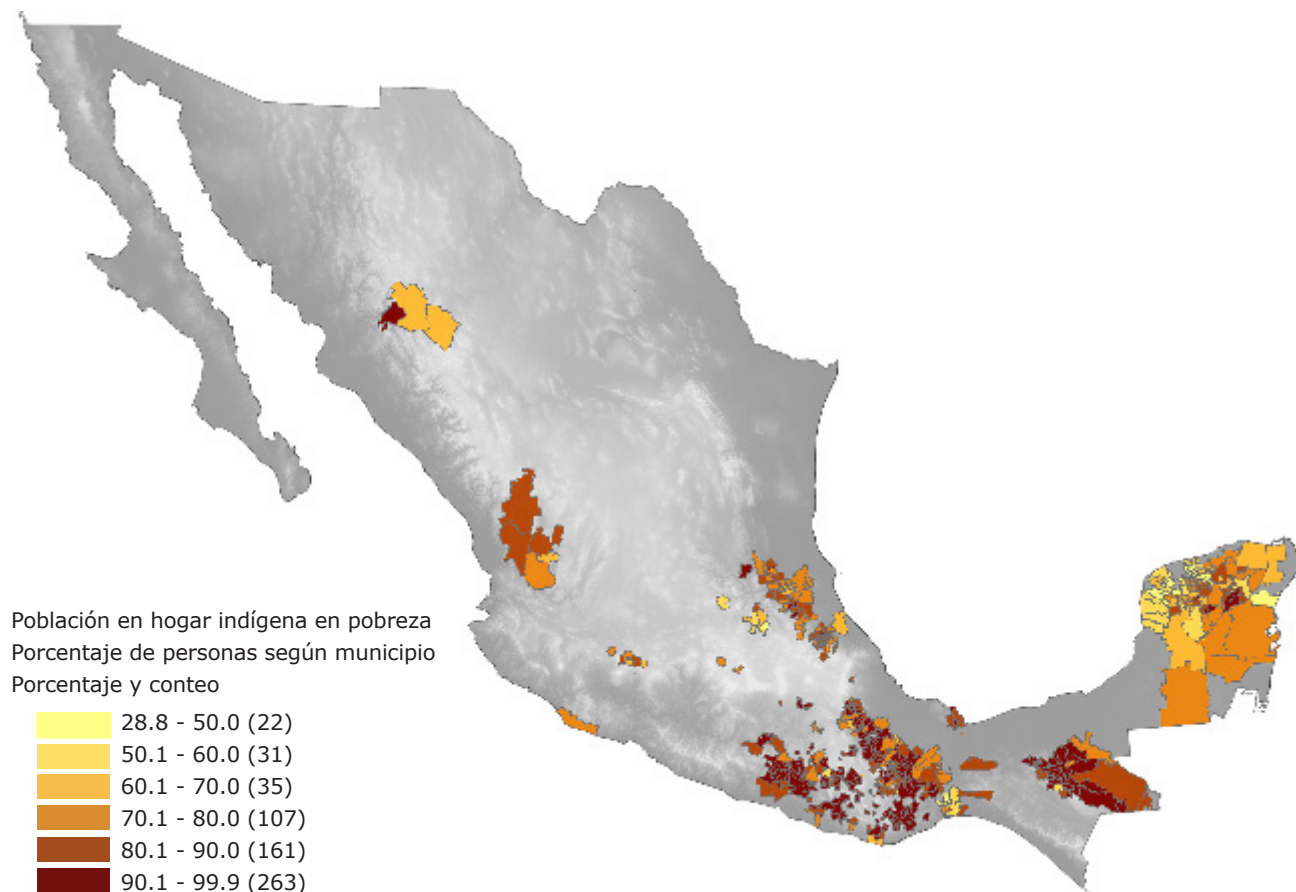 Población en hogar indígena en pobreza
Porcentaje de personas según municipio
Porcentaje y conteo
28.8 - 50.0 (22)
50.1 - 60.0 (31)
60.1 - 70.0 (35)
70.1 - 80.0 (107)
80.1 - 90.0 (161)
90.1 - 99.9 (263)